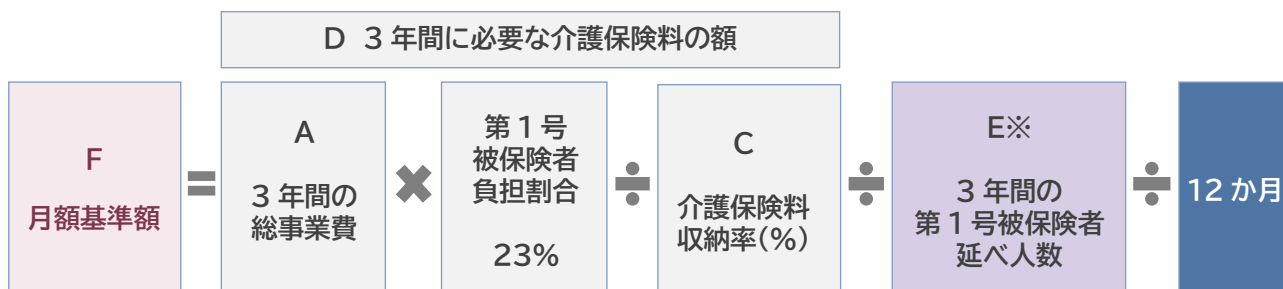 D 3年間に必要な介護保険料の額
F
月額基準額
=
A
3年間の
総事業費
×
第1号
被保険者
負担割合
23%
÷
C
介護保険料
収納率(%)
÷
E※
3年間の
第1号被保険者
延べ人数
÷
12か月